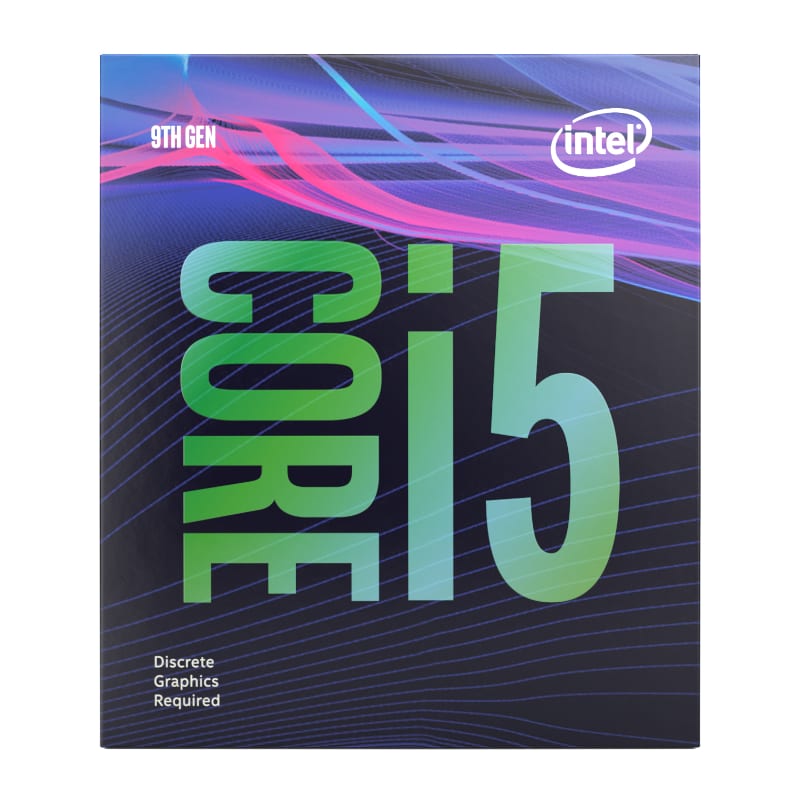 9TH GEN
intel
CORE i5
Discrete
Graphics
Required